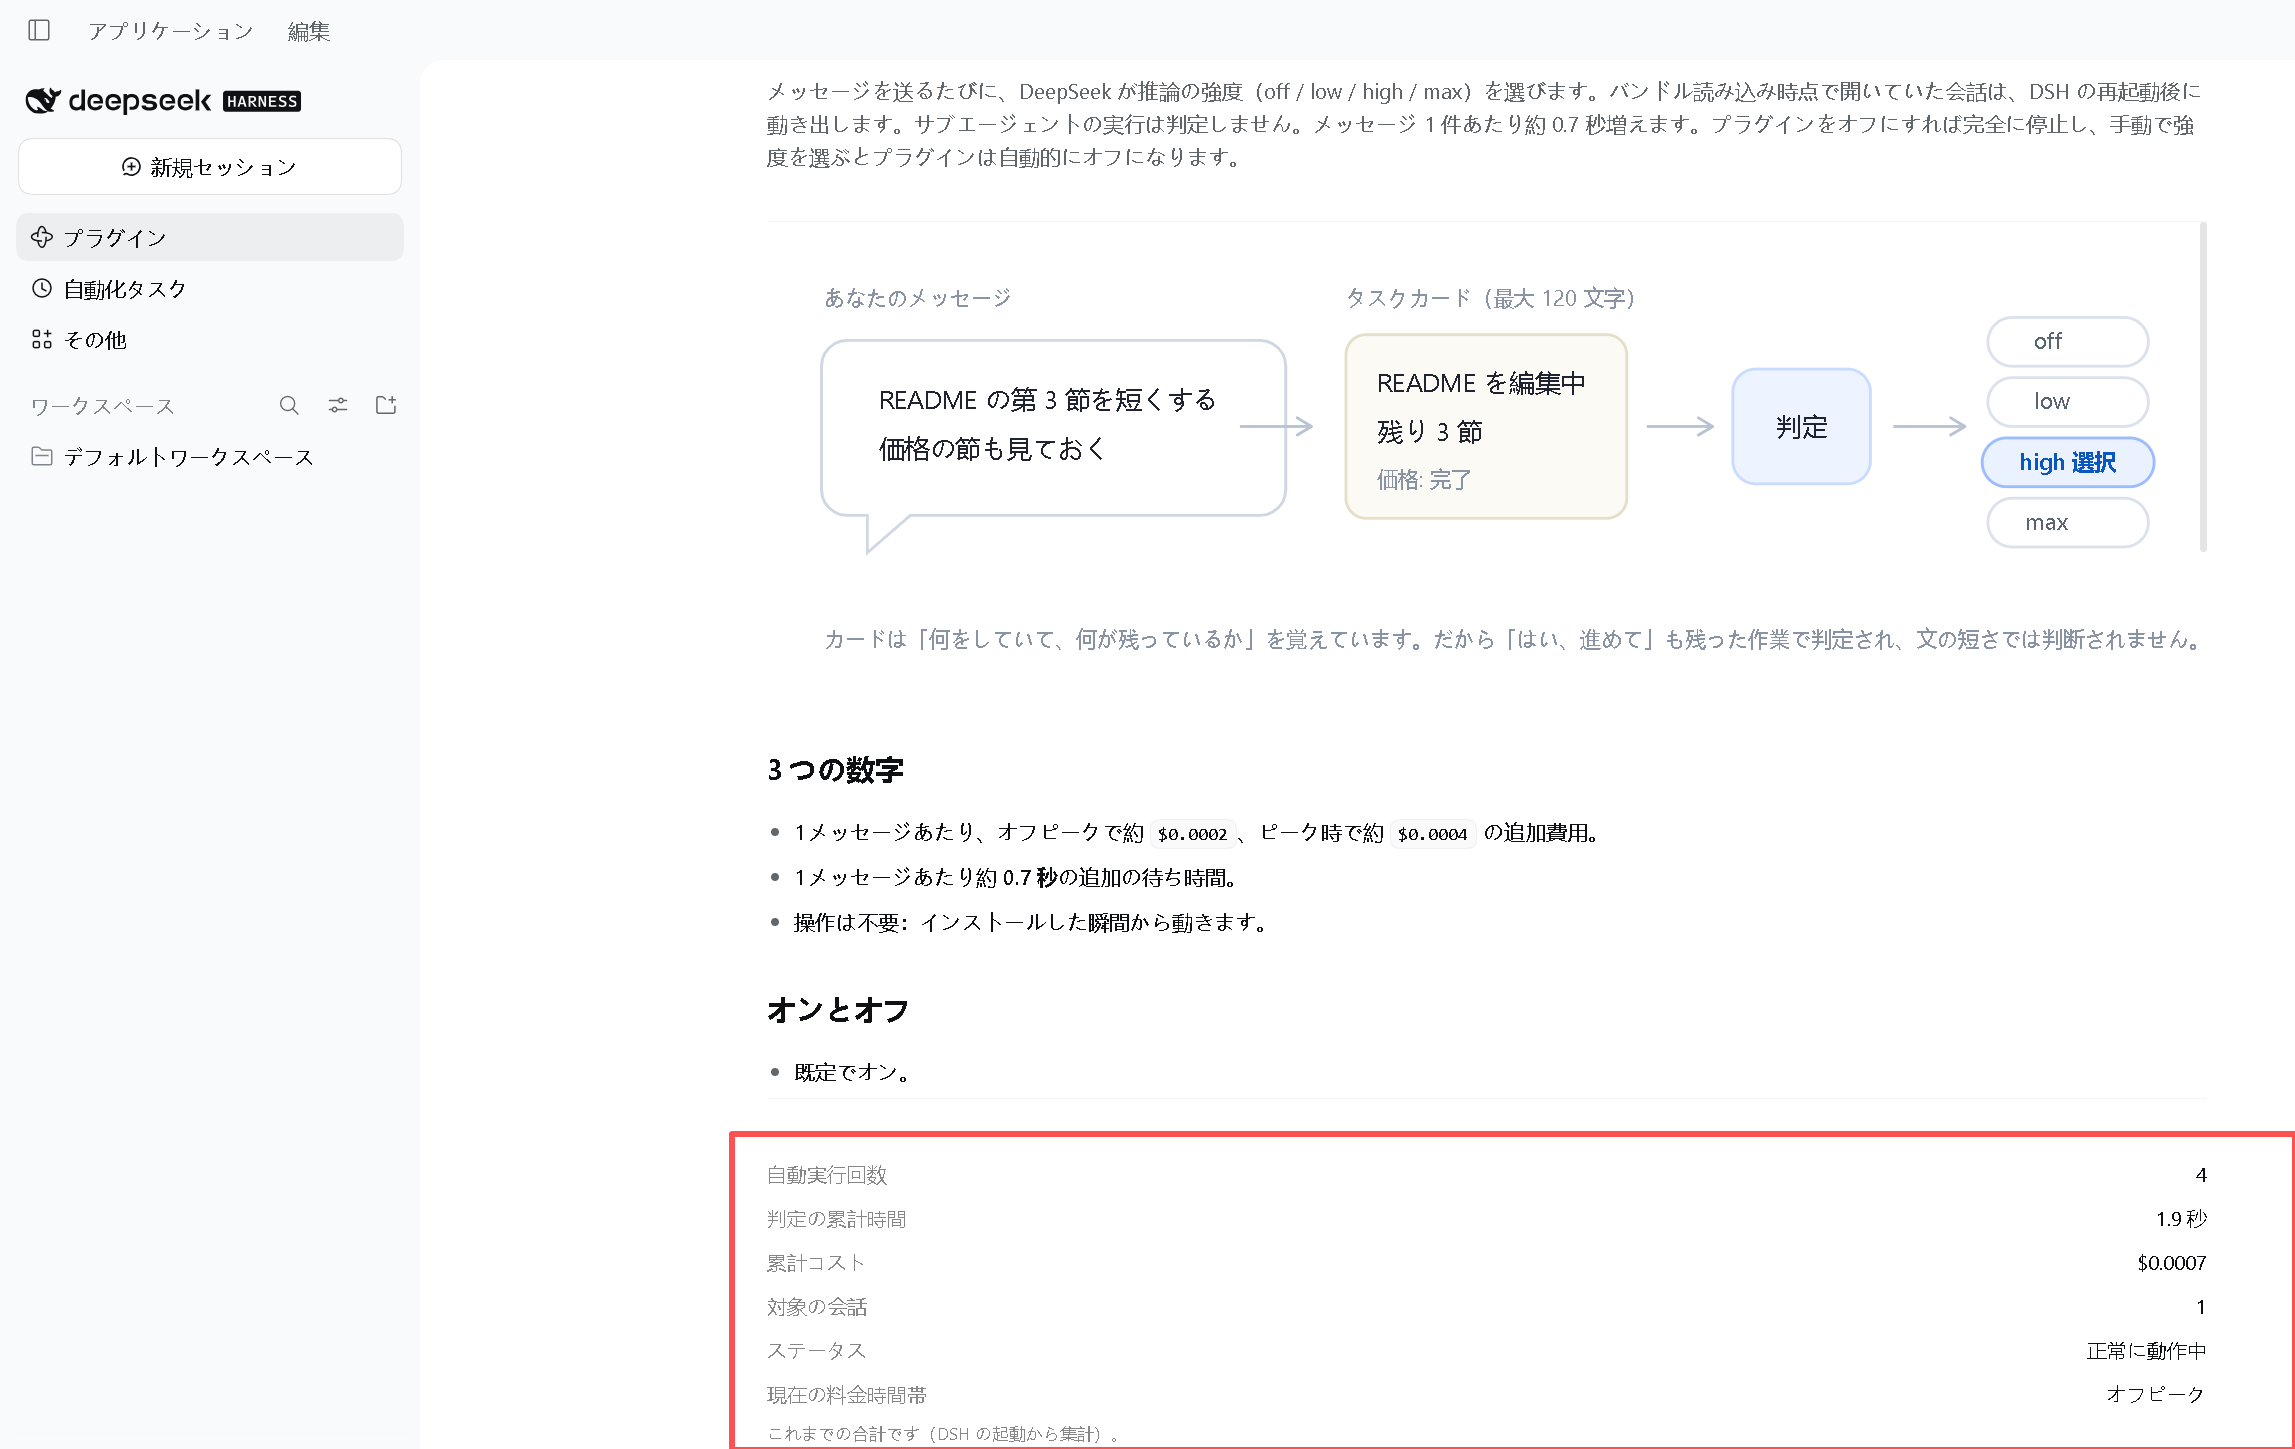 アプリケーション 編集
deepseek HARNESS
新規セッション
プラグイン
自動化タスク
その他
ワークスペース
デフォルトワークスペース
メッセージを送るたびに、DeepSeek が推論の強度（off / low / high / max）を選びます。バンドル読み込み時点で開いていた会話は、DSH の再起動後に
動き出します。サブエージェントの実行は判定しません。メッセージ 1 件あたり約 0.7 秒増えます。プラグインをオフにすれば完全に停止し、手動で強
度を選ぶとプラグインは自動的にオフになります。
あなたのメッセージ
README の第 3 節を短くする
価格の節も見ておく
タスクカード（最大 120 文字）
README を編集中
残り 3 節
価格: 完了
判定
off
low
high 選択
max
カードは「何をしていて、何が残っているか」を覚えています。だから「はい、進めて」も残った作業で判定され、文の短さでは判断されません。
3 つの数字
1メッセージあたり、オフピークで約 $0.0002 、ピーク時で約 $0.0004 の追加費用。
1メッセージあたり約 0.7 秒の追加の待ち時間。
操作は不要：インストールした瞬間から動きます。
オンとオフ
既定でオン。
自動実行回数 4
判定の累計時間 1.9 秒
累計コスト $0.0007
対象の会話 1
ステータス 正常に動作中
現在の料金時間帯 オフピーク
これまでの合計です（DSH の起動から集計）。